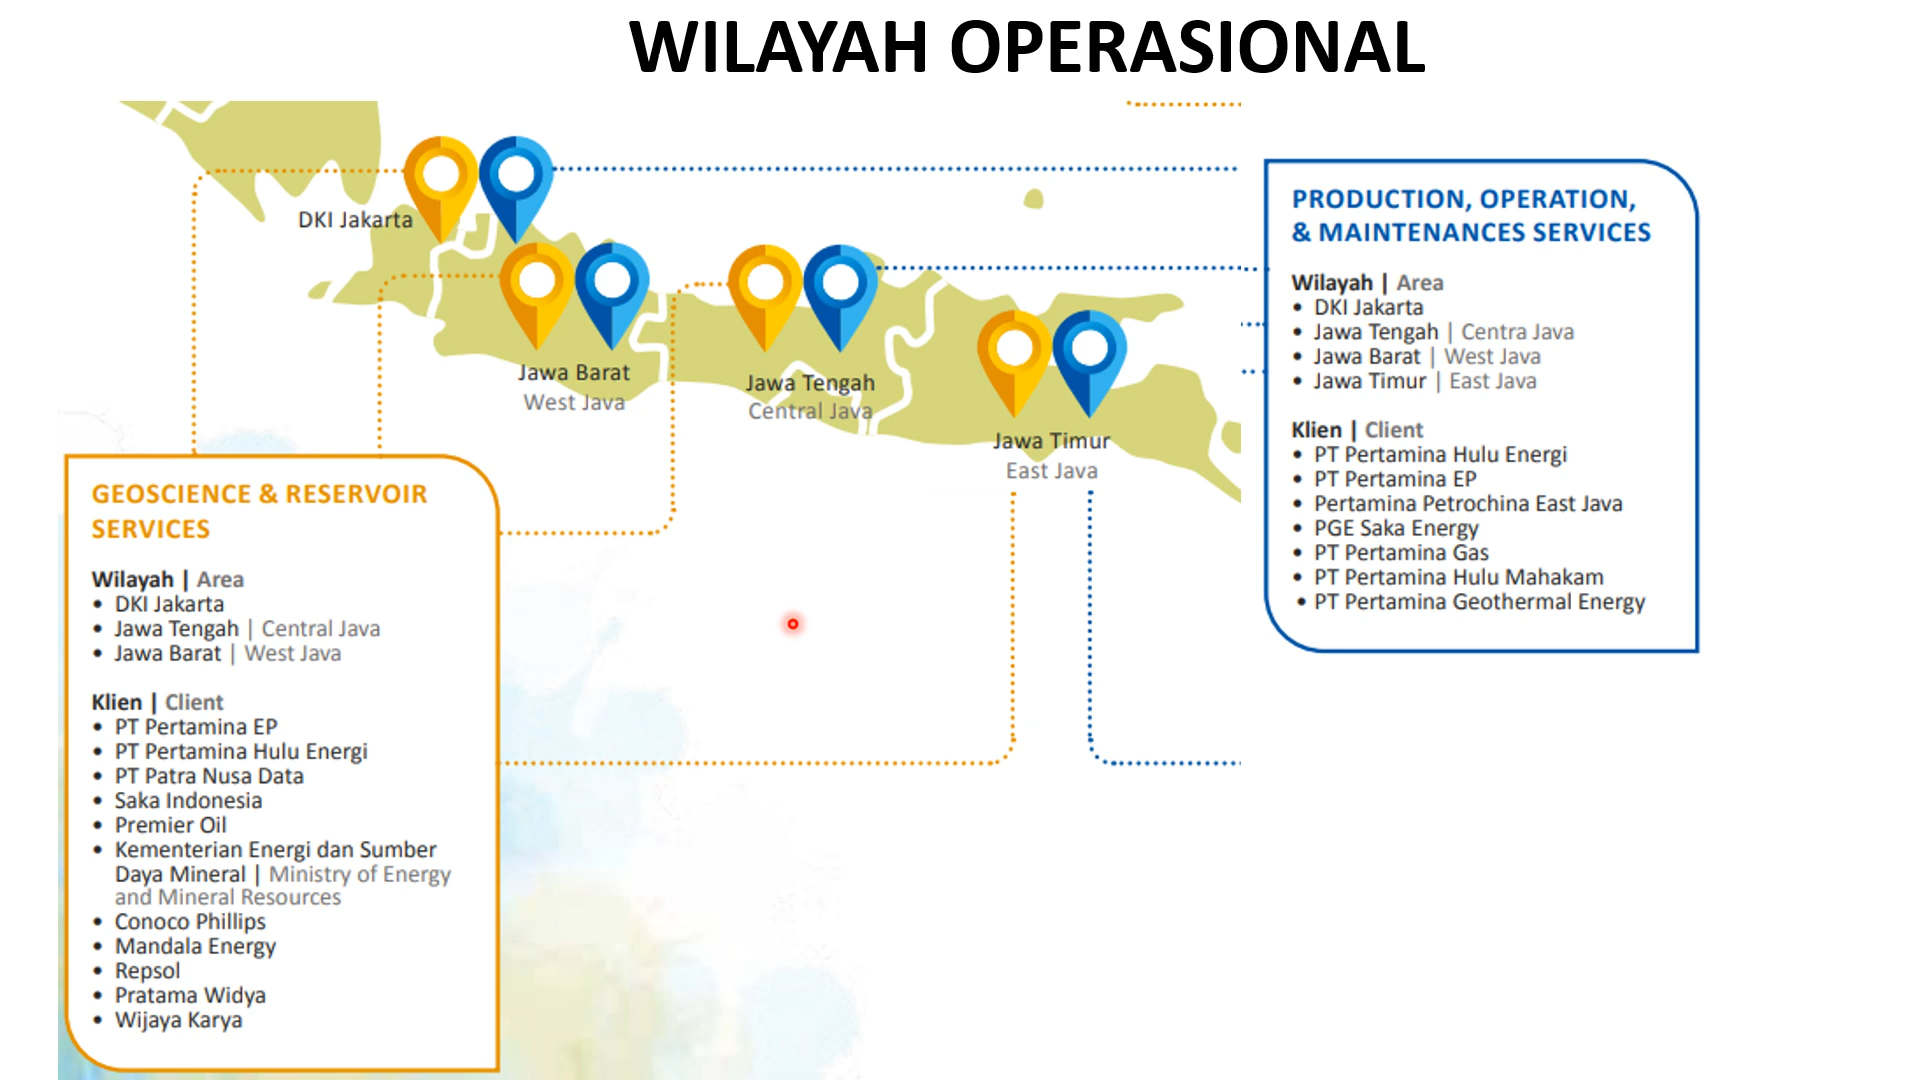 WILAYAH OPERASIONAL
DKI Jakarta
Jawa Barat
West Java
Jawa Tengah
Central Java
Jawa Timur
East Java
GEOSCIENCE & RESERVOIR
SERVICES
Wilayah | Area
• DKI Jakarta
• Jawa Tengah | Central Java
• Jawa Barat | West Java
Klien | Client
• PT Pertamina EP
• PT Pertamina Hulu Energi
• PT Patra Nusa Data
• Saka Indonesia
• Premier Oil
• Kementerian Energi dan Sumber
Daya Mineral | Ministry of Energy
and Mineral Resources
• Conoco Phillips
• Mandala Energy
• Repsol
• Pratama Widya
• Wijaya Karya
PRODUCTION, OPERATION,
& MAINTENANCES SERVICES
Wilayah | Area
• DKI Jakarta
• Jawa Tengah | Centra Java
• Jawa Barat | West Java
• Jawa Timur | East Java
Klien | Client
• PT Pertamina Hulu Energi
• PT Pertamina EP
• Pertamina Petrochina East Java
• PGE Saka Energy
• PT Pertamina Gas
• PT Pertamina Hulu Mahakam
• PT Pertamina Geothermal Energy